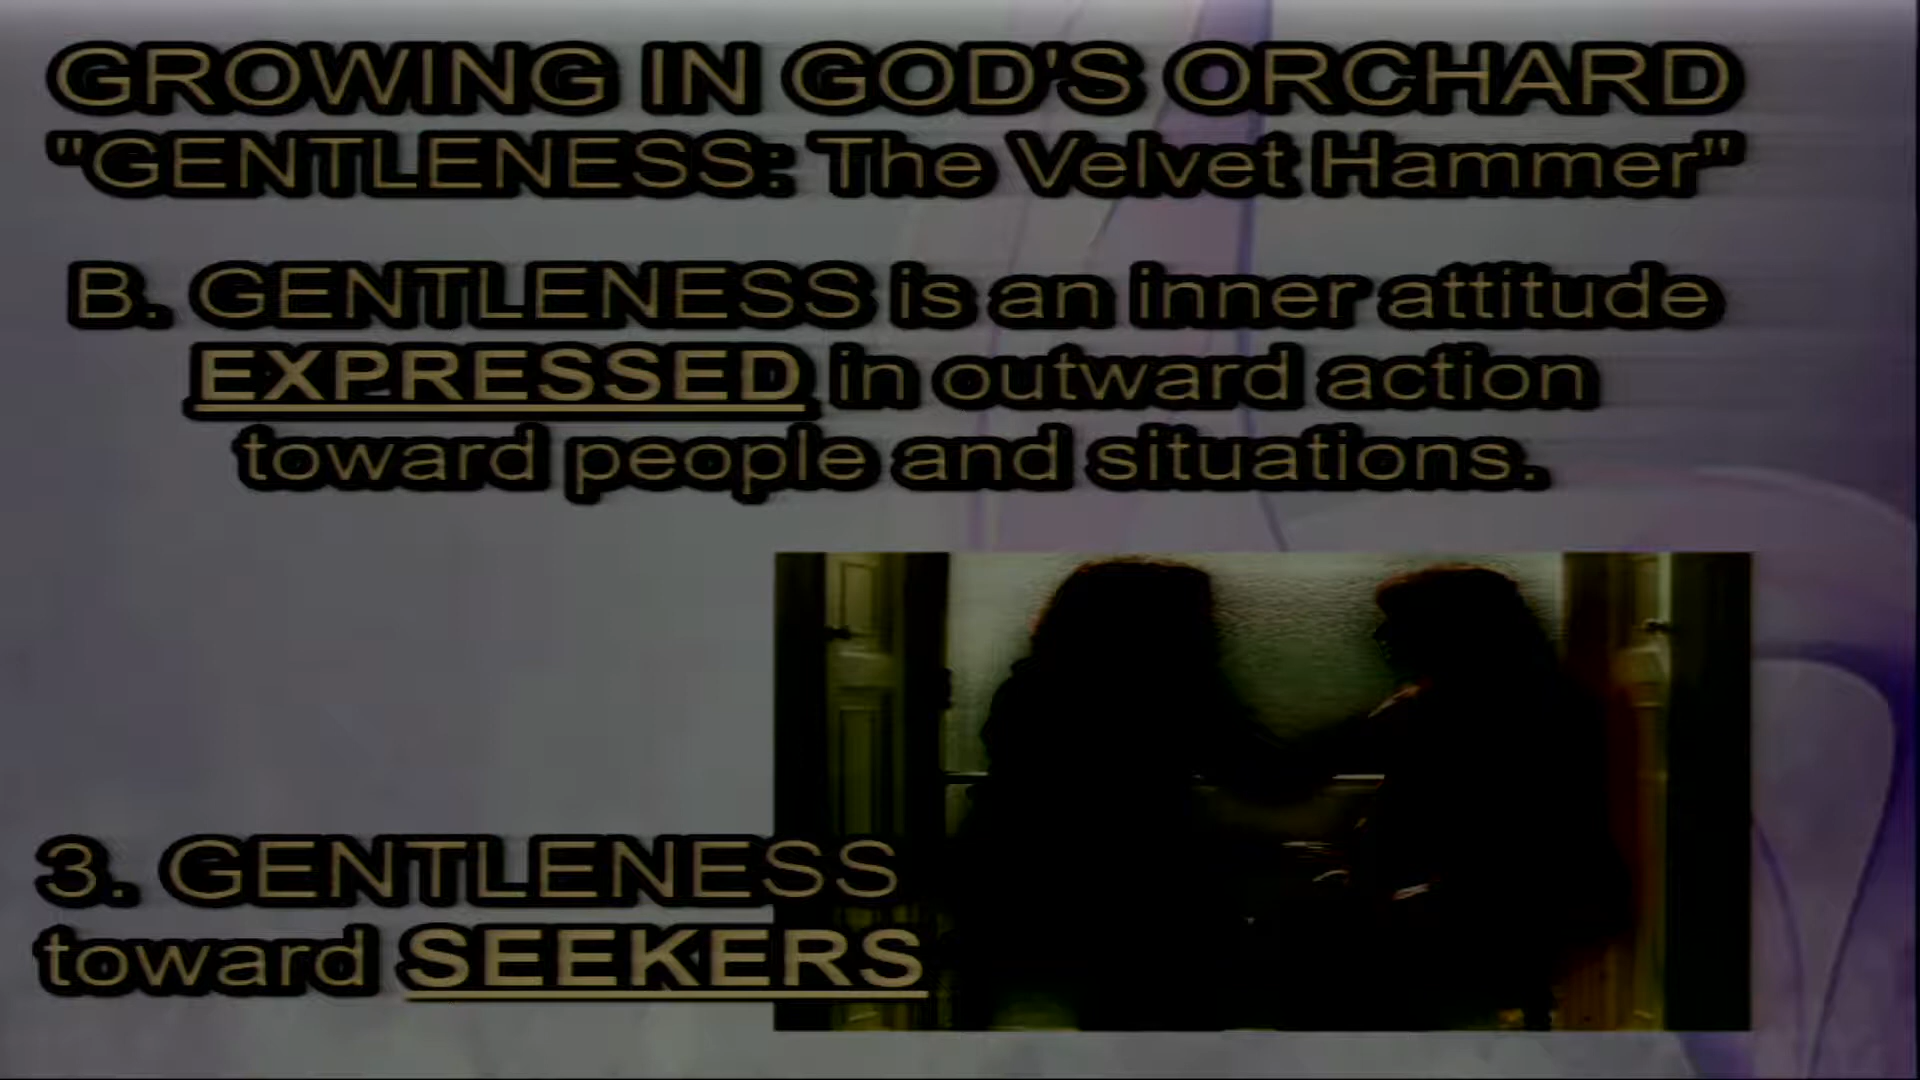 GROWING IN GOD'S ORCHARD
"GENTLENESS: The Velvet Hammer"
B. GENTLENESS is an inner attitude
EXPRESSED in outward action
toward people and situations.
3. GENTLENESS
toward SEEKERS